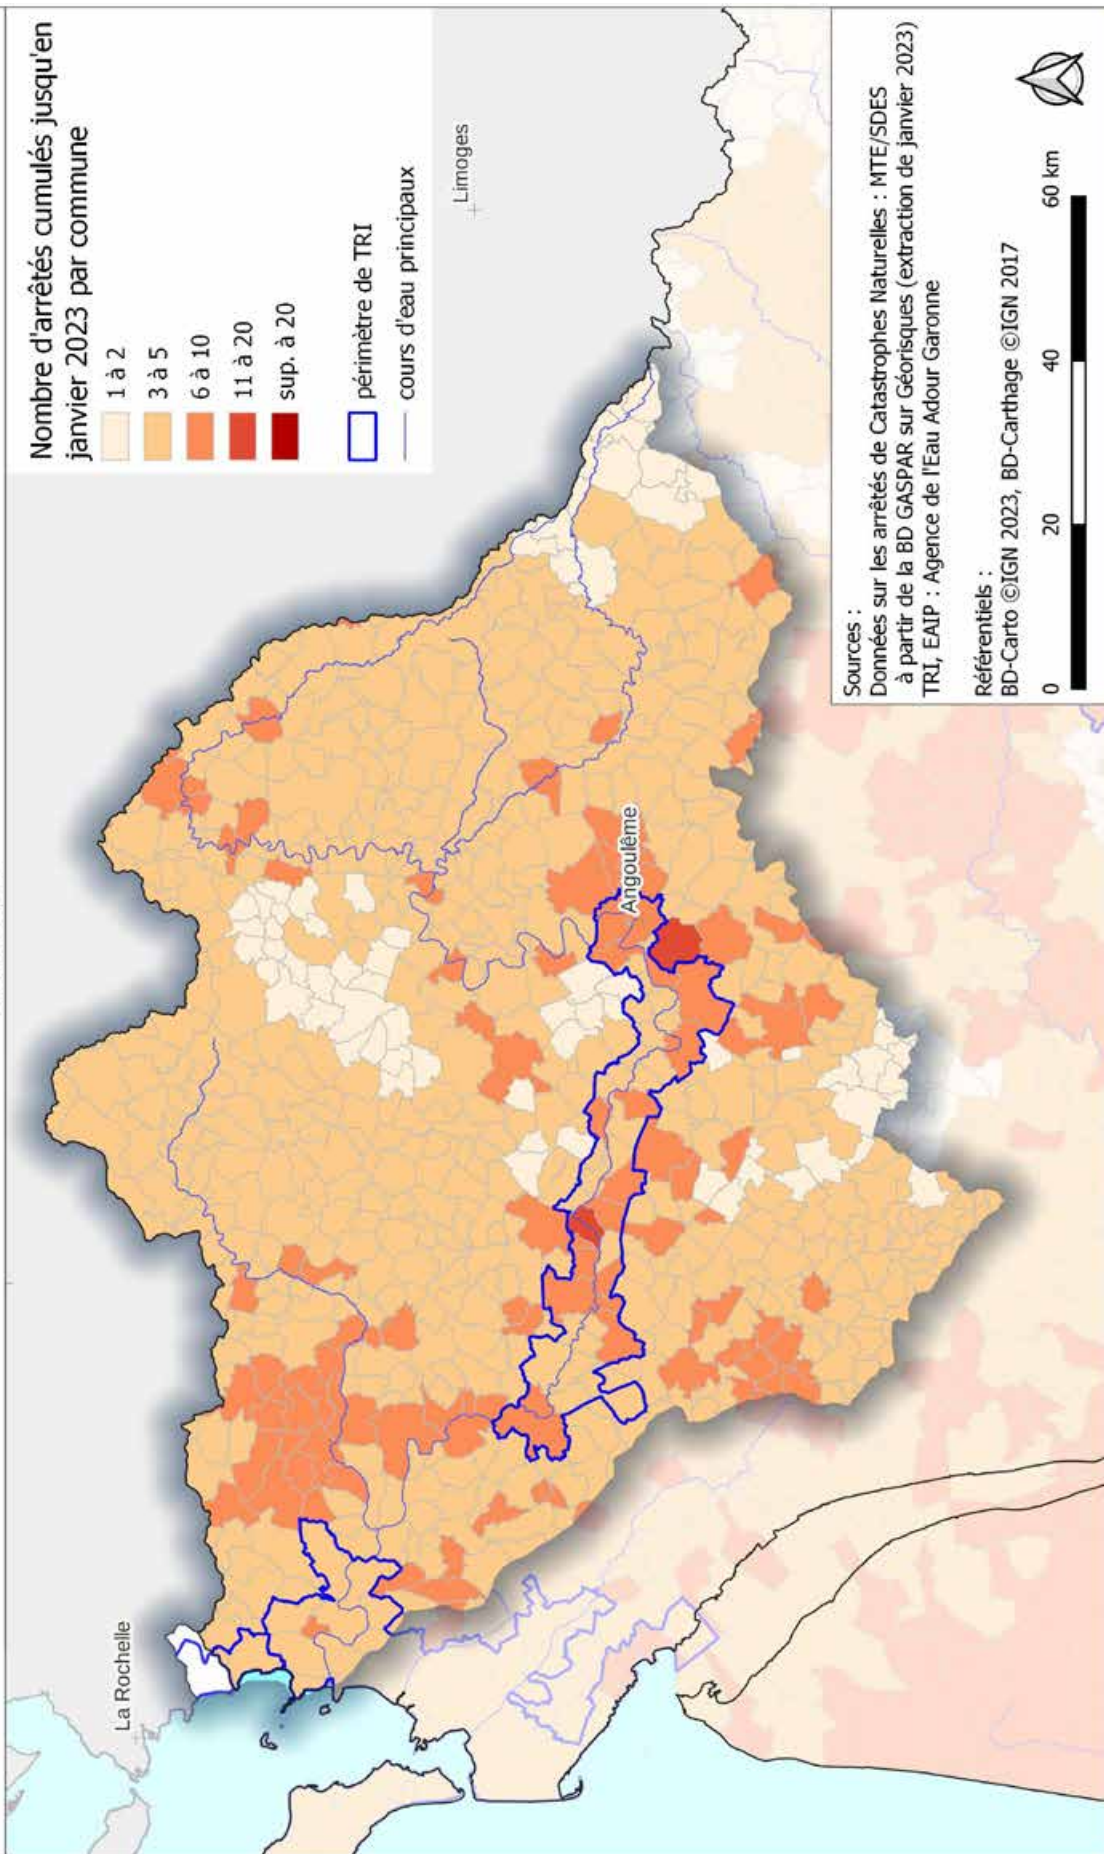 Nombre d'arrêtés cumulés jusqu'en
janvier 2023 par commune
1 à 2
3 à 5
6 à 10
11 à 20
sup. à 20
périmètre de TRI
cours d'eau principaux
La Rochelle
Limoges
Angoulême
Sources :
Données sur les arrêtés de Catastrophes Naturelles : MTE/SDES
à partir de la BD GASPAR sur Géorisques (extraction de janvier 2023)
TRI, EAIP : Agence de l'Eau Adour Garonne
Référentiels :
BD-Carto ©IGN 2023, BD-Carthage ©IGN 2017
0 20 40 60 km